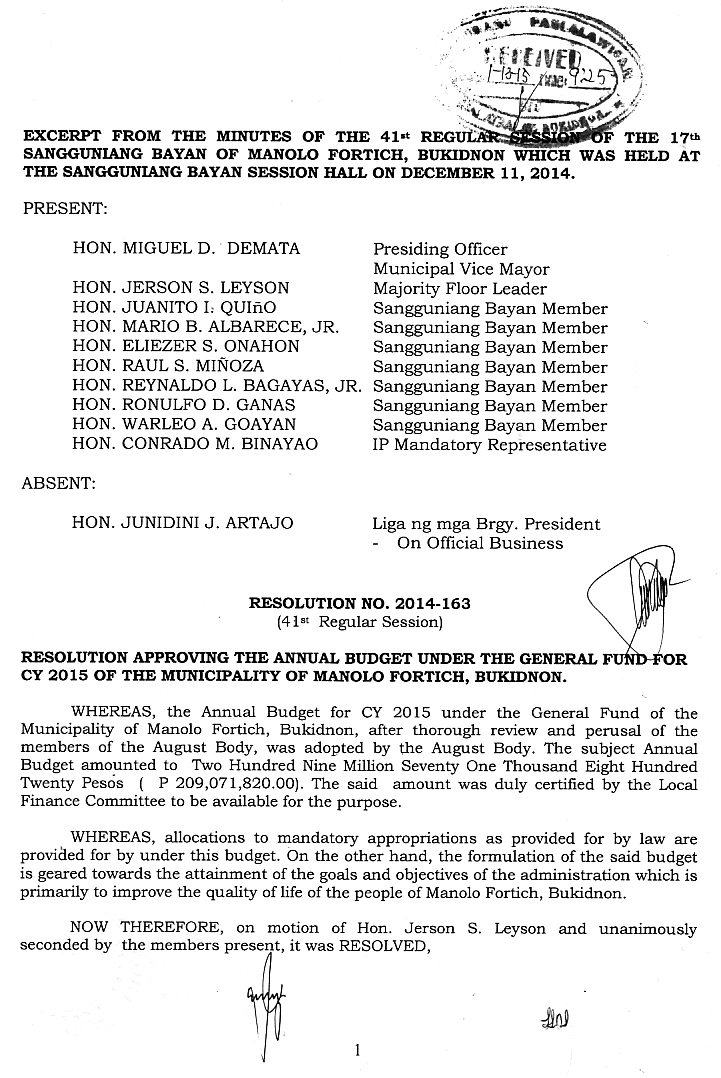 RECEIVED
1-13-15 TIME: 9:25
EXCERPT FROM THE MINUTES OF THE 41st REGULAR SESSION OF THE 17th
SANGGUNIANG BAYAN OF MANOLO FORTICH, BUKIDNON WHICH WAS HELD AT
THE SANGGUNIANG BAYAN SESSION HALL ON DECEMBER 11, 2014.
PRESENT:
HON. MIGUEL D. DEMATA Presiding Officer
Municipal Vice Mayor
HON. JERSON S. LEYSON Majority Floor Leader
HON. JUANITO I. QUIñO Sangguniang Bayan Member
HON. MARIO B. ALBARECE, JR. Sangguniang Bayan Member
HON. ELIEZER S. ONAHON Sangguniang Bayan Member
HON. RAUL S. MIÑOZA Sangguniang Bayan Member
HON. REYNALDO L. BAGAYAS, JR. Sangguniang Bayan Member
HON. RONULFO D. GANAS Sangguniang Bayan Member
HON. WARLEO A. GOAYAN Sangguniang Bayan Member
HON. CONRADO M. BINAYAO IP Mandatory Representative
ABSENT:
HON. JUNIDINI J. ARTAJO Liga ng mga Brgy. President
- On Official Business
RESOLUTION NO. 2014-163
(41st Regular Session)
RESOLUTION APPROVING THE ANNUAL BUDGET UNDER THE GENERAL FUND FOR
CY 2015 OF THE MUNICIPALITY OF MANOLO FORTICH, BUKIDNON.
WHEREAS, the Annual Budget for CY 2015 under the General Fund of the
Municipality of Manolo Fortich, Bukidnon, after thorough review and perusal of the
members of the August Body, was adopted by the August Body. The subject Annual
Budget amounted to Two Hundred Nine Million Seventy One Thousand Eight Hundred
Twenty Pesos ( P 209,071,820.00). The said amount was duly certified by the Local
Finance Committee to be available for the purpose.
WHEREAS, allocations to mandatory appropriations as provided for by law are
provided for by under this budget. On the other hand, the formulation of the said budget
is geared towards the attainment of the goals and objectives of the administration which is
primarily to improve the quality of life of the people of Manolo Fortich, Bukidnon.
NOW THEREFORE, on motion of Hon. Jerson S. Leyson and unanimously
seconded by the members present, it was RESOLVED,
1